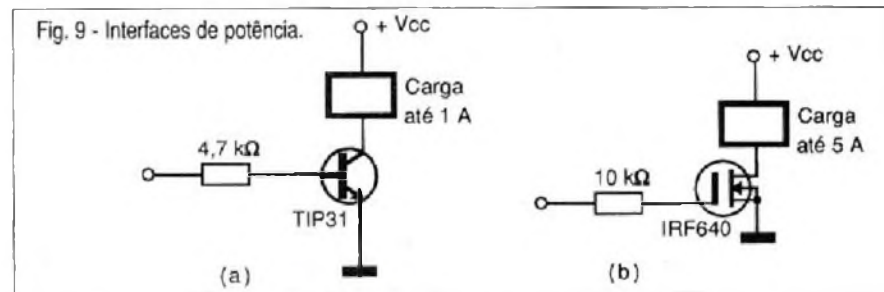 Fig. 9 - Interfaces de potência.
+ Vcc
Carga
até 1 A
4,7 kΩ
TIP31
(a)
+ Vcc
Carga
até 5 A
10 kΩ
IRF640
(b)